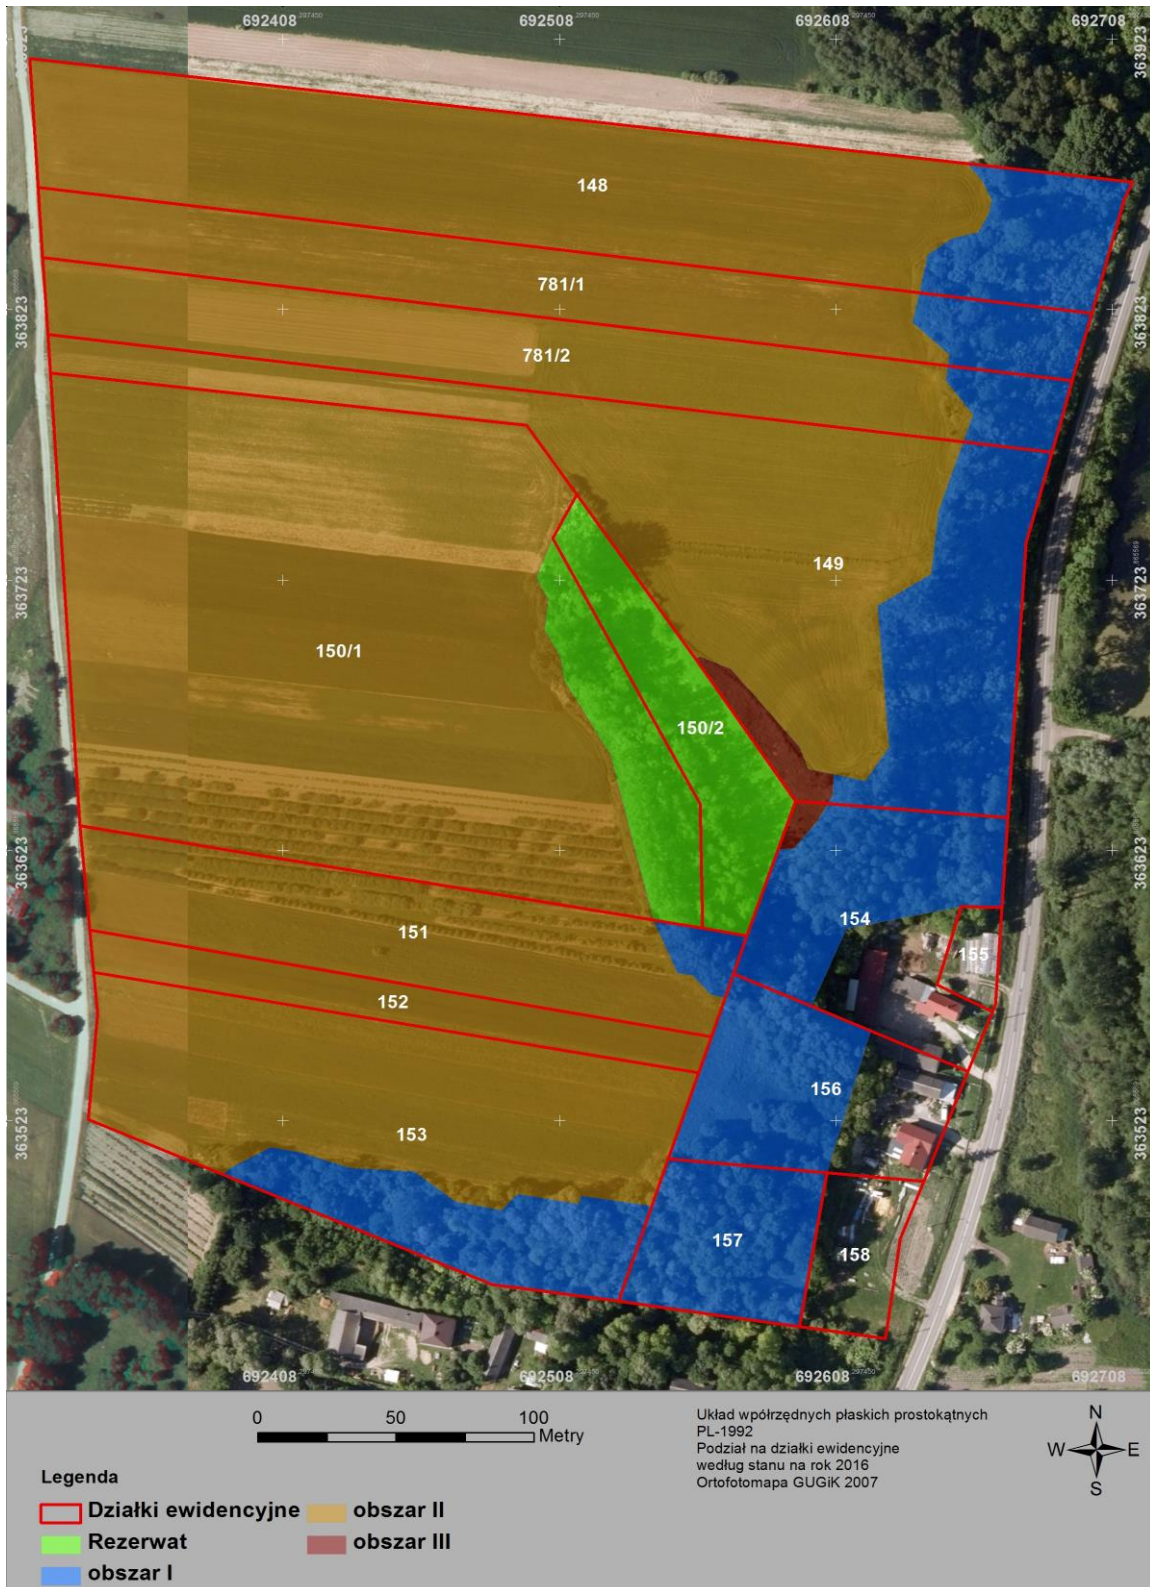 692408 692508 692608 692708
363923 363923
148
781/1
363823 363823
781/2
149
363723 363723
150/1
150/2
363623 363623
154
151
155
152
156
363523 363523
153
157
158
692408 692508 692608 692708
0 50 100
Metry
Układ wpółrzędnych płaskich prostokątnych
PL-1992
Podział na działki ewidencyjne
według stanu na rok 2016
Ortofotomapa GUGiK 2007
N
W E
S
Legenda
Działki ewidencyjne
obszar II
Rezerwat
obszar III
obszar I